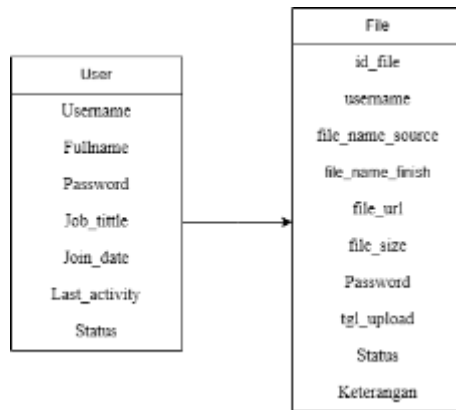 User
Username
Fullname
Password
Job_tittle
Join_date
Last_activity
Status
File
id_file
username
file_name_source
file_name_finish
file_url
file_size
Password
tgl_upload
Status
Keterangan